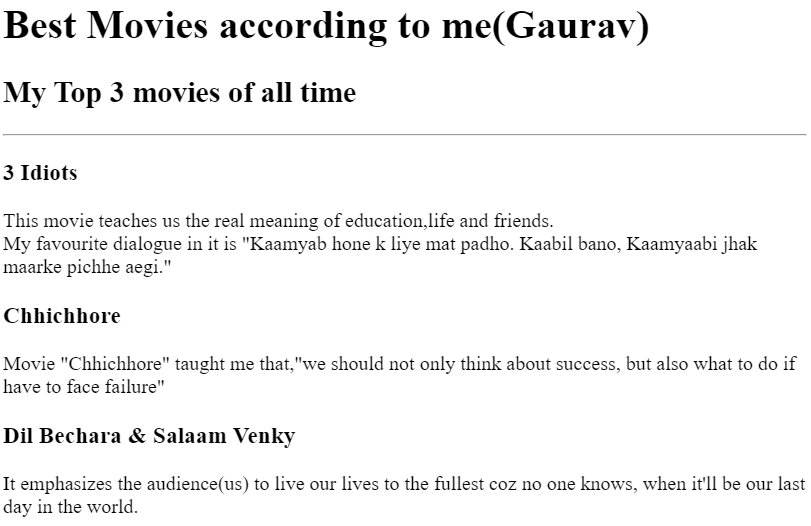 Best Movies according to me(Gaurav)
My Top 3 movies of all time
3 Idiots
This movie teaches us the real meaning of education,life and friends.
My favourite dialogue in it is "Kaamyab hone k liye mat padho. Kaabil bano, Kaamyaabi jhak
maarke pichhe aegi."
Chhichhore
Movie "Chhichhore" taught me that,"we should not only think about success, but also what to do if
have to face failure"
Dil Bechara & Salaam Venky
It emphasizes the audience(us) to live our lives to the fullest coz no one knows, when it'll be our last
day in the world.